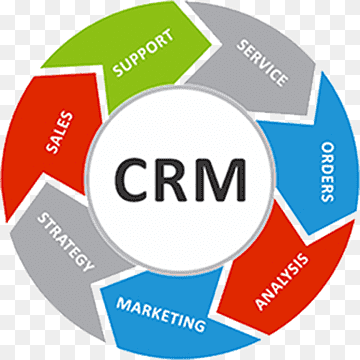 SUPPORT
SERVICE
SALES
CRM
ORDERS
STRATEGY
ANALYSIS
MARKETING